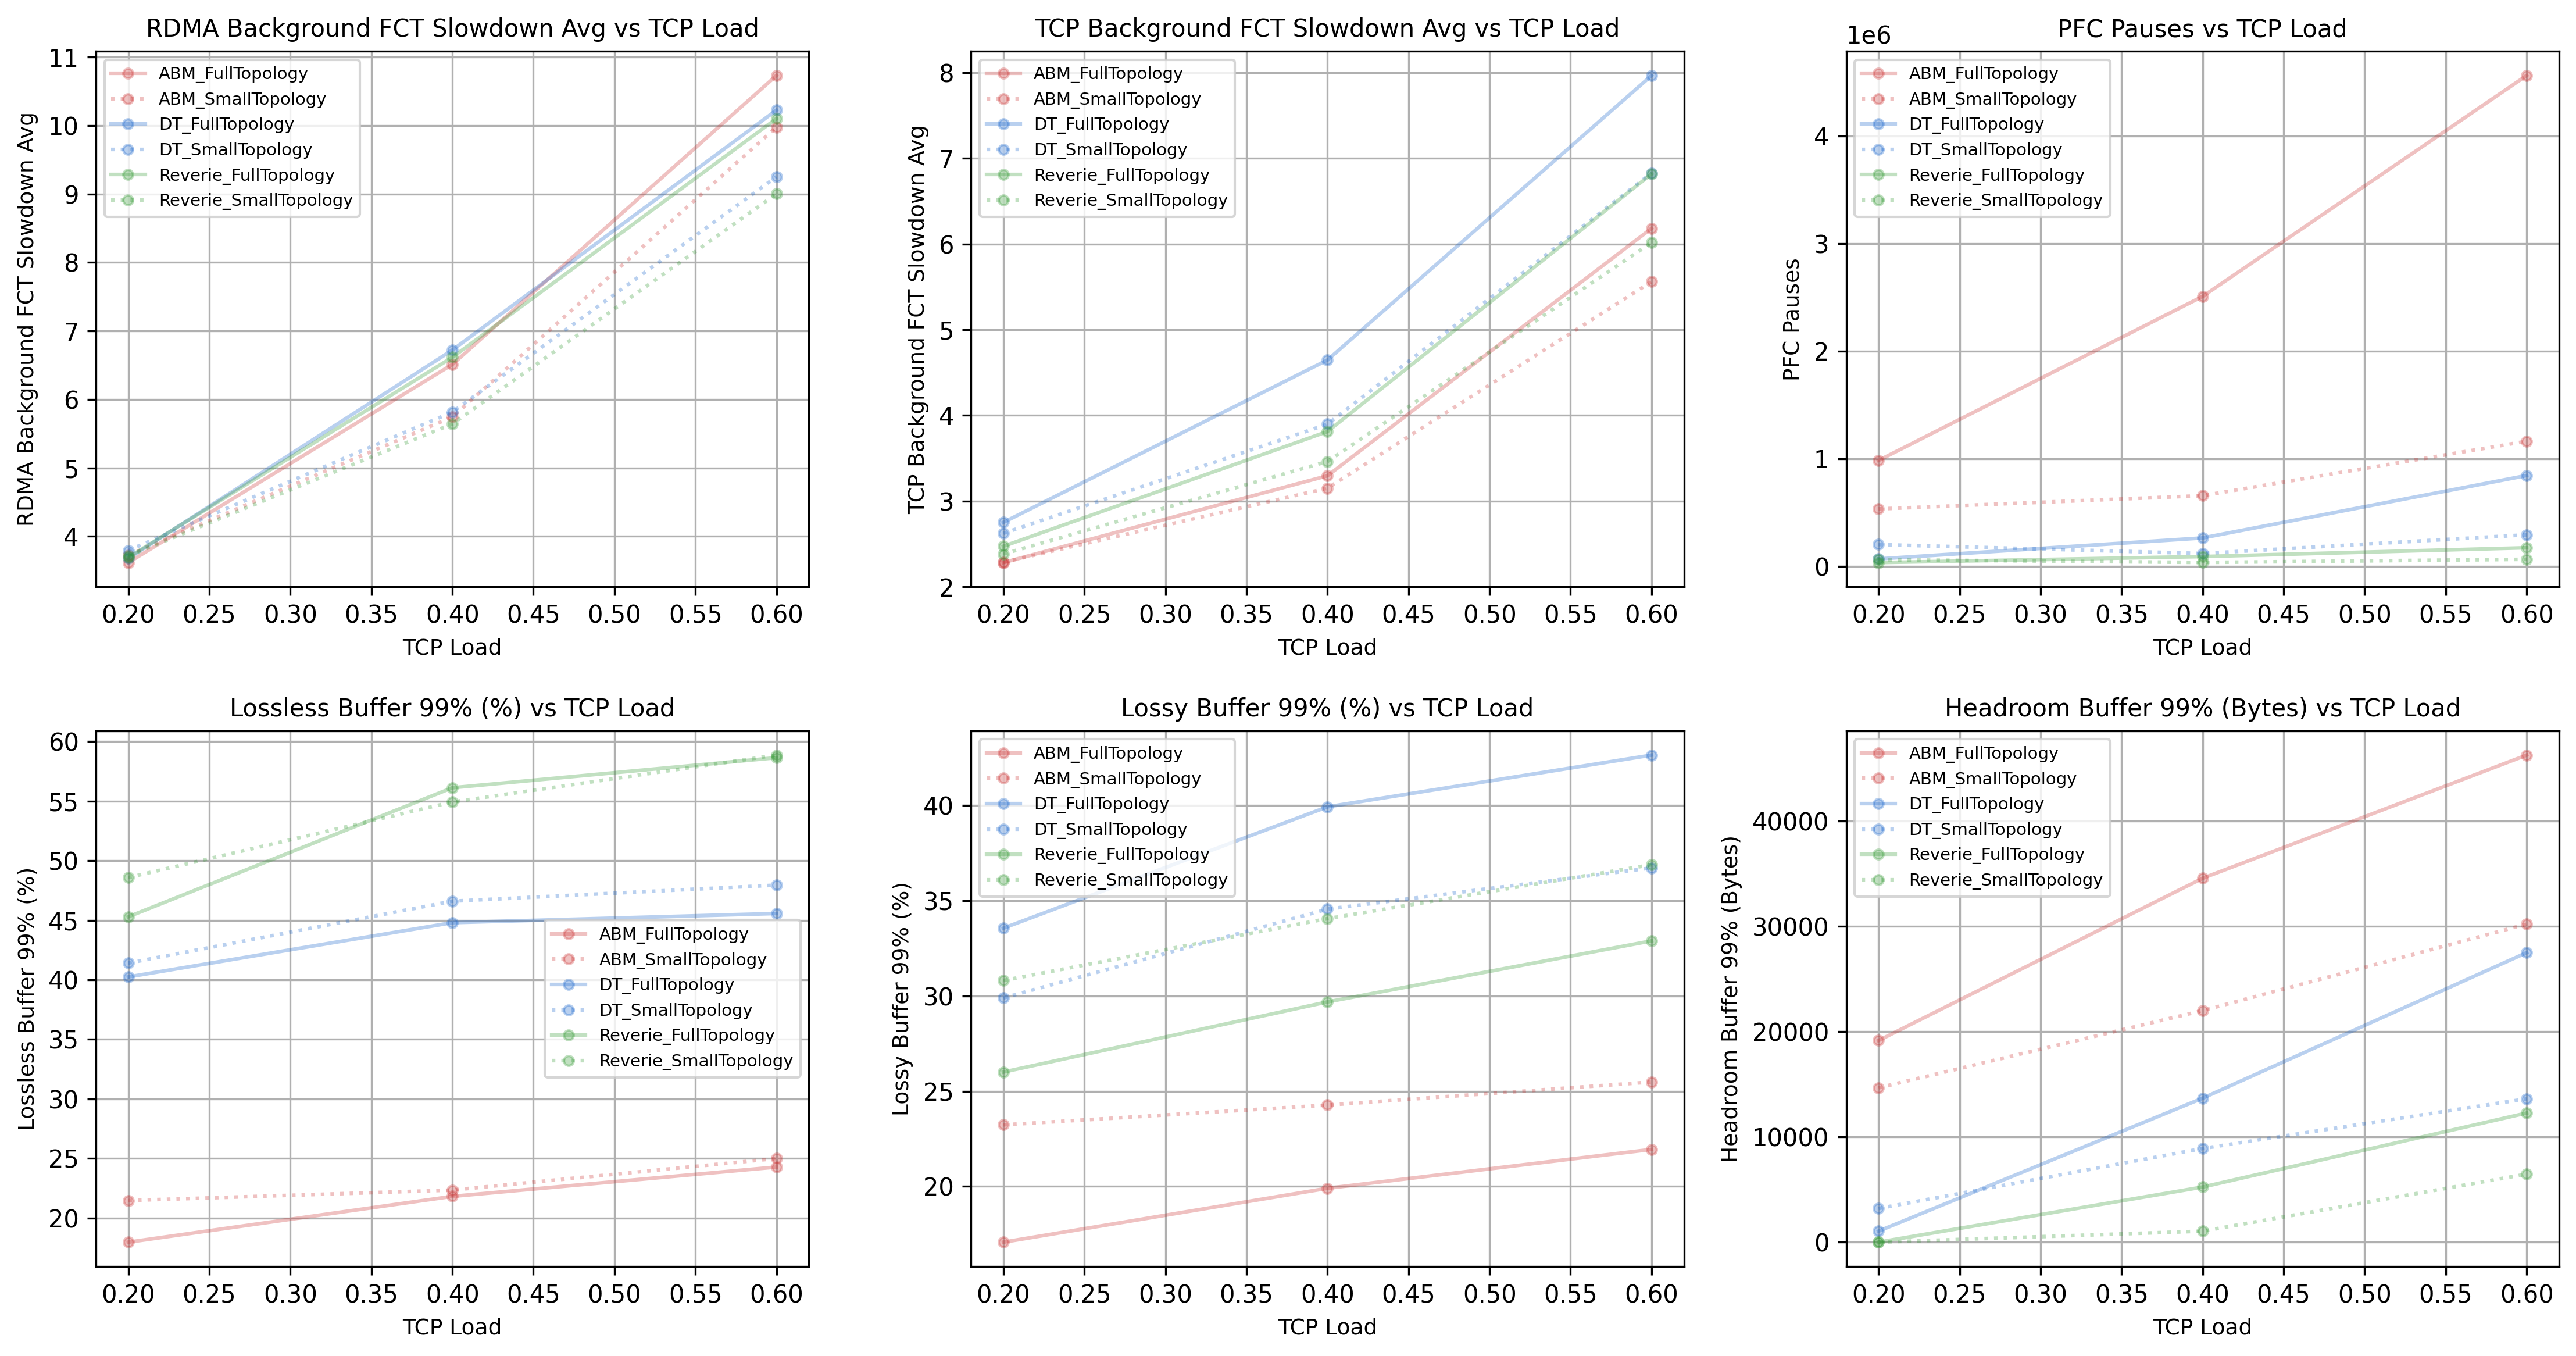 RDMA Background FCT Slowdown Avg vs TCP Load
RDMA Background FCT Slowdown Avg
11
10
9
8
7
6
5
4
ABM_FullTopology
ABM_SmallTopology
DT_FullTopology
DT_SmallTopology
Reverie_FullTopology
Reverie_SmallTopology
0.20 0.25 0.30 0.35 0.40 0.45 0.50 0.55 0.60
TCP Load
TCP Background FCT Slowdown Avg vs TCP Load
TCP Background FCT Slowdown Avg
8
7
6
5
4
3
2
ABM_FullTopology
ABM_SmallTopology
DT_FullTopology
DT_SmallTopology
Reverie_FullTopology
Reverie_SmallTopology
0.20 0.25 0.30 0.35 0.40 0.45 0.50 0.55 0.60
TCP Load
PFC Pauses vs TCP Load
1e6
PFC Pauses
4
3
2
1
0
ABM_FullTopology
ABM_SmallTopology
DT_FullTopology
DT_SmallTopology
Reverie_FullTopology
Reverie_SmallTopology
0.20 0.25 0.30 0.35 0.40 0.45 0.50 0.55 0.60
TCP Load
Lossless Buffer 99% (%) vs TCP Load
Lossless Buffer 99% (%)
60
55
50
45
40
35
30
25
20
ABM_FullTopology
ABM_SmallTopology
DT_FullTopology
DT_SmallTopology
Reverie_FullTopology
Reverie_SmallTopology
0.20 0.25 0.30 0.35 0.40 0.45 0.50 0.55 0.60
TCP Load
Lossy Buffer 99% (%) vs TCP Load
Lossy Buffer 99% (%)
40
35
30
25
20
ABM_FullTopology
ABM_SmallTopology
DT_FullTopology
DT_SmallTopology
Reverie_FullTopology
Reverie_SmallTopology
0.20 0.25 0.30 0.35 0.40 0.45 0.50 0.55 0.60
TCP Load
Headroom Buffer 99% (Bytes) vs TCP Load
Headroom Buffer 99% (Bytes)
40000
30000
20000
10000
0
ABM_FullTopology
ABM_SmallTopology
DT_FullTopology
DT_SmallTopology
Reverie_FullTopology
Reverie_SmallTopology
0.20 0.25 0.30 0.35 0.40 0.45 0.50 0.55 0.60
TCP Load